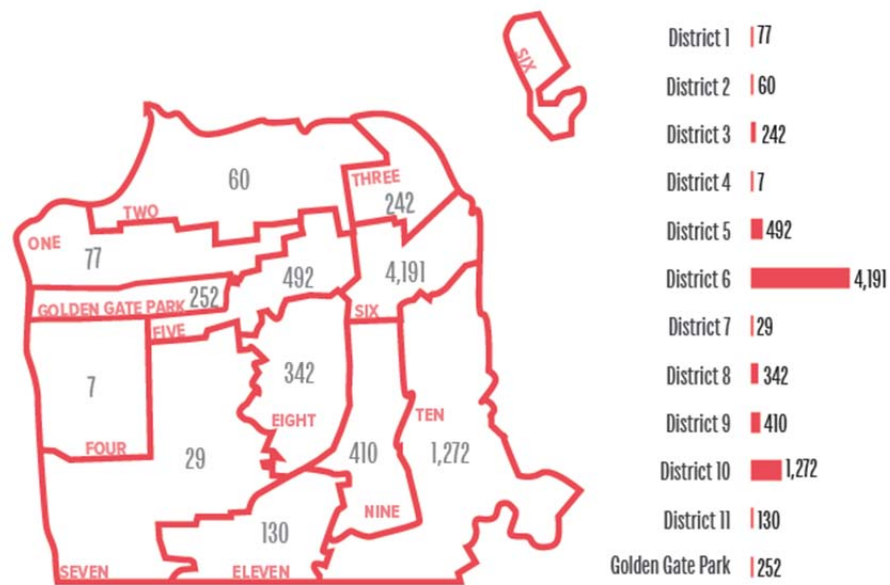 SIX
60
THREE
TWO
242
ONE
77
492
4,191
GOLDEN GATE PARK 252
SIX
FIVE
342
7
TEN
EIGHT
FOUR
29
410
1,272
NINE
130
SEVEN
ELEVEN
District 1 77
District 2 60
District 3 242
District 4 7
District 5 492
District 6 4,191
District 7 29
District 8 342
District 9 410
District 10 1,272
District 11 130
Golden Gate Park 252